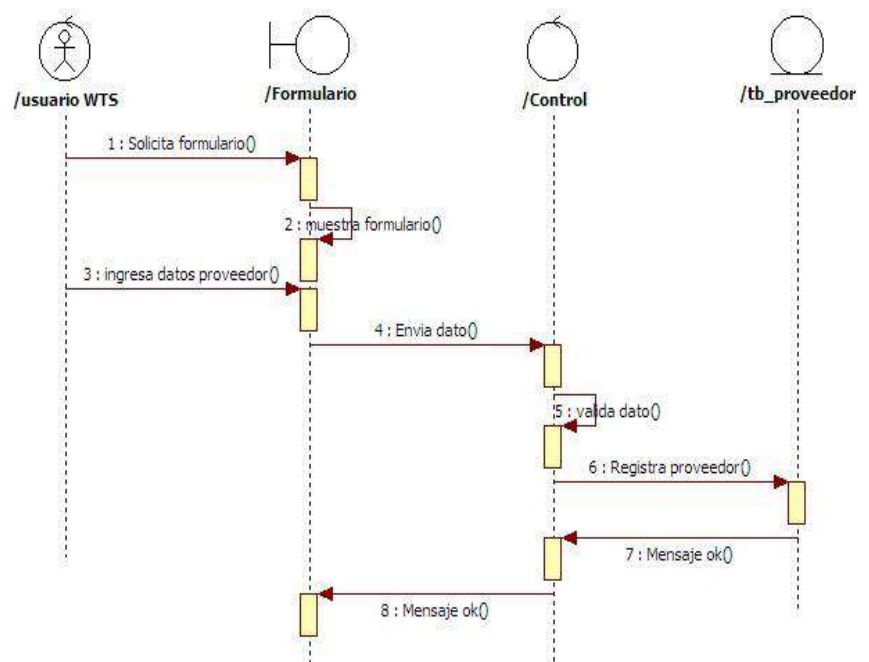 /usuario WTS
/Formulario
/Control
/tb_proveedor
1 : Solicita formulario()
2 : muestra formulario()
3 : ingresa datos proveedor()
4 : Envia dato()
5 : valida dato()
6 : Registra proveedor()
7 : Mensaje ok()
8 : Mensaje ok()